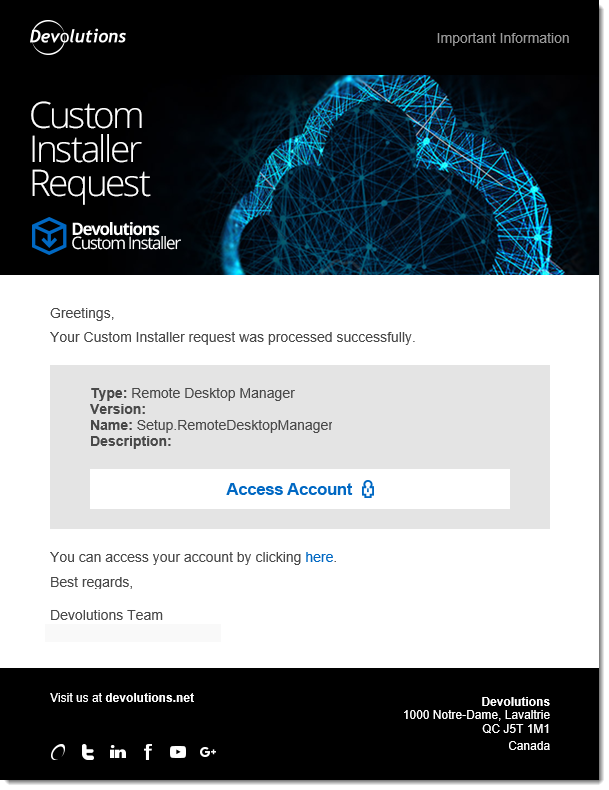 Devolutions
Important Information
Custom
Installer
Request
Devolutions
Custom Installer
Greetings,
Your Custom Installer request was processed successfully.
Type: Remote Desktop Manager
Version:
Name: Setup.RemoteDesktopManager
Description:
Access Account
You can access your account by clicking here.
Best regards,
Devolutions Team
Visit us at devolutions.net
Devolutions
1000 Notre-Dame, Lavaltrie
QC J5T 1M1
Canada
G+